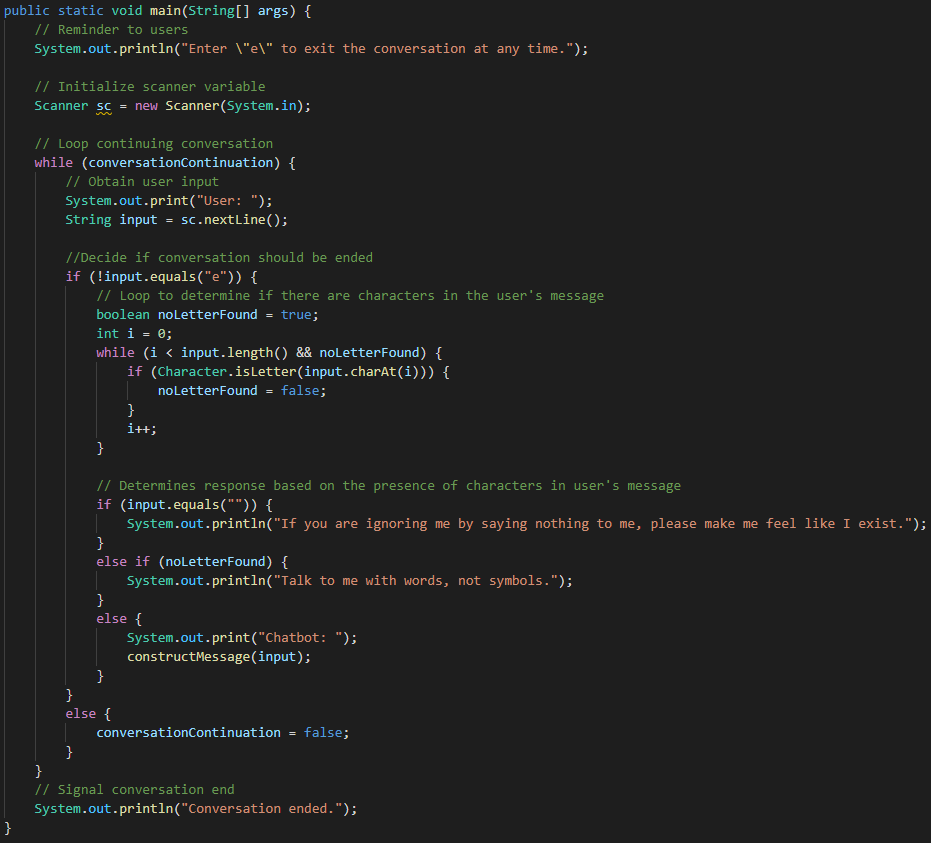 public static void main(String[] args) {
    // Reminder to users
    System.out.println("Enter \"e\" to exit the conversation at any time.");

    // Initialize scanner variable
    Scanner sc = new Scanner(System.in);

    // Loop continuing conversation
    while (conversationContinuation) {
        // Obtain user input
        System.out.print("User: ");
        String input = sc.nextLine();

        //Decide if conversation should be ended
        if (!input.equals("e")) {
            // Loop to determine if there are characters in the user's message
            boolean noLetterFound = true;
            int i = 0;
            while (i < input.length() && noLetterFound) {
                if (Character.isLetter(input.charAt(i))) {
                    noLetterFound = false;
                }
                i++;
            }

            // Determines response based on the presence of characters in user's message
            if (input.equals("")) {
                System.out.println("If you are ignoring me by saying nothing to me, please make me feel like I exist.");
            }
            else if (noLetterFound) {
                System.out.println("Talk to me with words, not symbols.");
            }
            else {
                System.out.print("Chatbot: ");
                constructMessage(input);
            }
        }
        else {
            conversationContinuation = false;
        }
    }
    // Signal conversation end
    System.out.println("Conversation ended.");
}